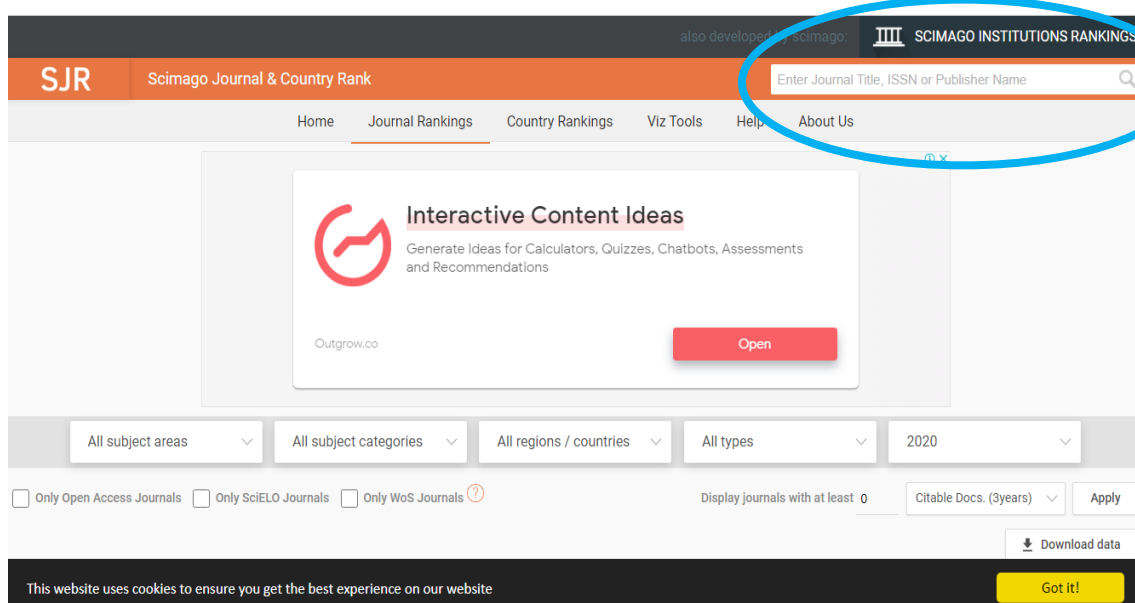 also developed by scimago:
SCIMAGO INSTITUTIONS RANKINGS
SJR
Scimago Journal & Country Rank
Enter Journal Title, ISSN or Publisher Name
Home
Journal Rankings
Country Rankings
Viz Tools
Help
About Us
Interactive Content Ideas
Generate Ideas for Calculators, Quizzes, Chatbots, Assessments
and Recommendations
Outgrow.co
Open
All subject areas
All subject categories
All regions / countries
All types
2020
Only Open Access Journals
Only SciELO Journals
Only WoS Journals
?
Display journals with at least 0
Citable Docs. (3years)
Apply
Download data
This website uses cookies to ensure you get the best experience on our website
Got it!